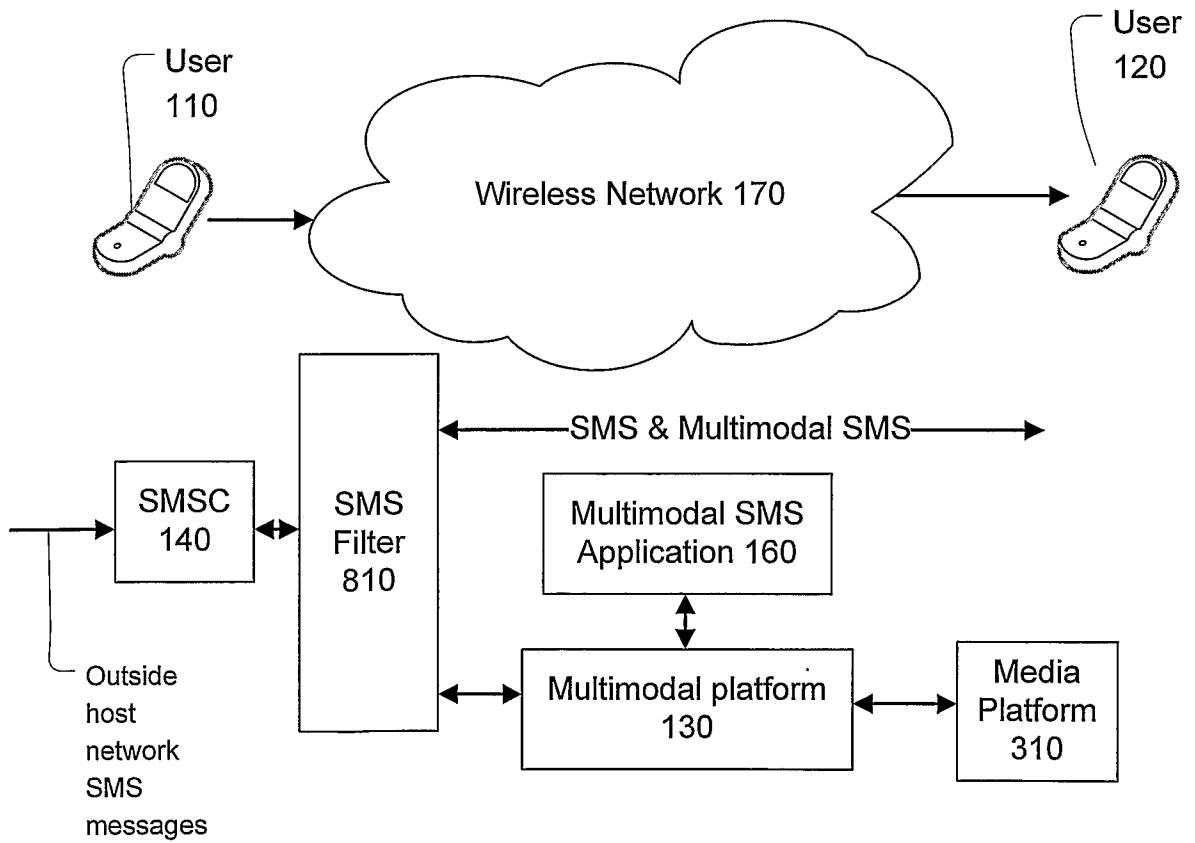 User
110
User
120
Wireless Network 170
SMS & Multimodal SMS
SMSC
140
SMS
Filter
810
Multimodal SMS
Application 160
Multimodal platform
130
Media
Platform
310
Outside
host
network
SMS
messages